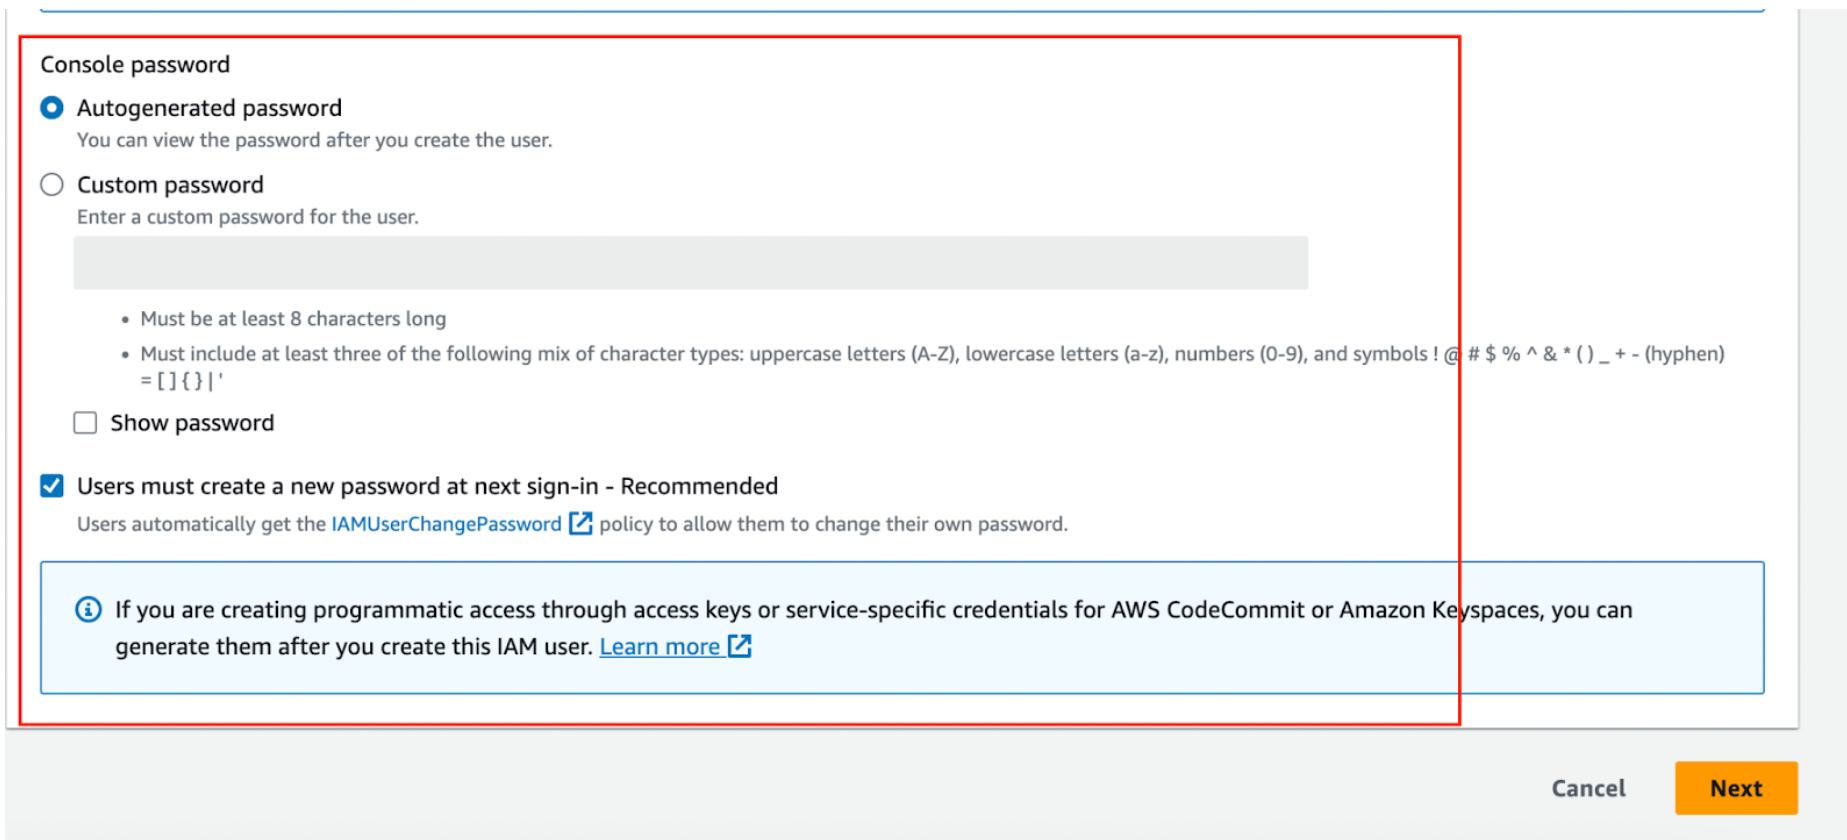 Console password
Autogenerated password
You can view the password after you create the user.
Custom password
Enter a custom password for the user.
• Must be at least 8 characters long
• Must include at least three of the following mix of character types: uppercase letters (A-Z), lowercase letters (a-z), numbers (0-9), and symbols ! @ # $ % ^ & * ( ) _ + - (hyphen)
= [ ] { } | '
Show password
Users must create a new password at next sign-in - Recommended
Users automatically get the IAMUserChangePassword policy to allow them to change their own password.
If you are creating programmatic access through access keys or service-specific credentials for AWS CodeCommit or Amazon Keyspaces, you can
generate them after you create this IAM user. Learn more
Cancel
Next